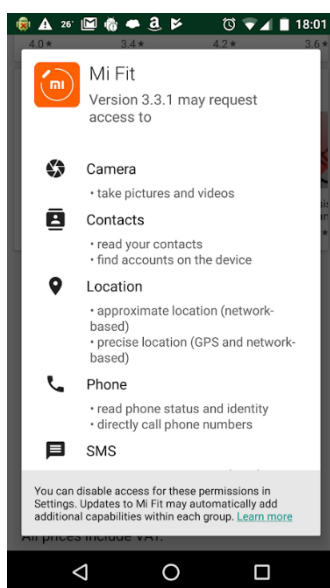 26°
18:01
4.0★ 3.4★ 4.2★ 3.6★
mi
Mi Fit
Version 3.3.1 may request
access to
Camera
• take pictures and videos
Contacts
• read your contacts
• find accounts on the device
Location
• approximate location (network-
based)
• precise location (GPS and network-
based)
Phone
• read phone status and identity
• directly call phone numbers
SMS
You can disable access for these permissions in
Settings. Updates to Mi Fit may automatically add
additional capabilities within each group. Learn more
All prices include VAT.